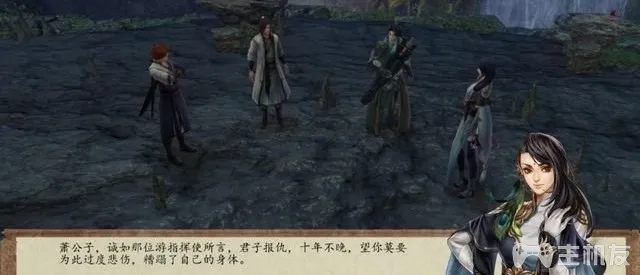 萧公子，诚如那位游指挥使所言，君子报仇，十年不晚，望你莫要
为此过度悲伤，糟蹋了自己的身体。
主机友